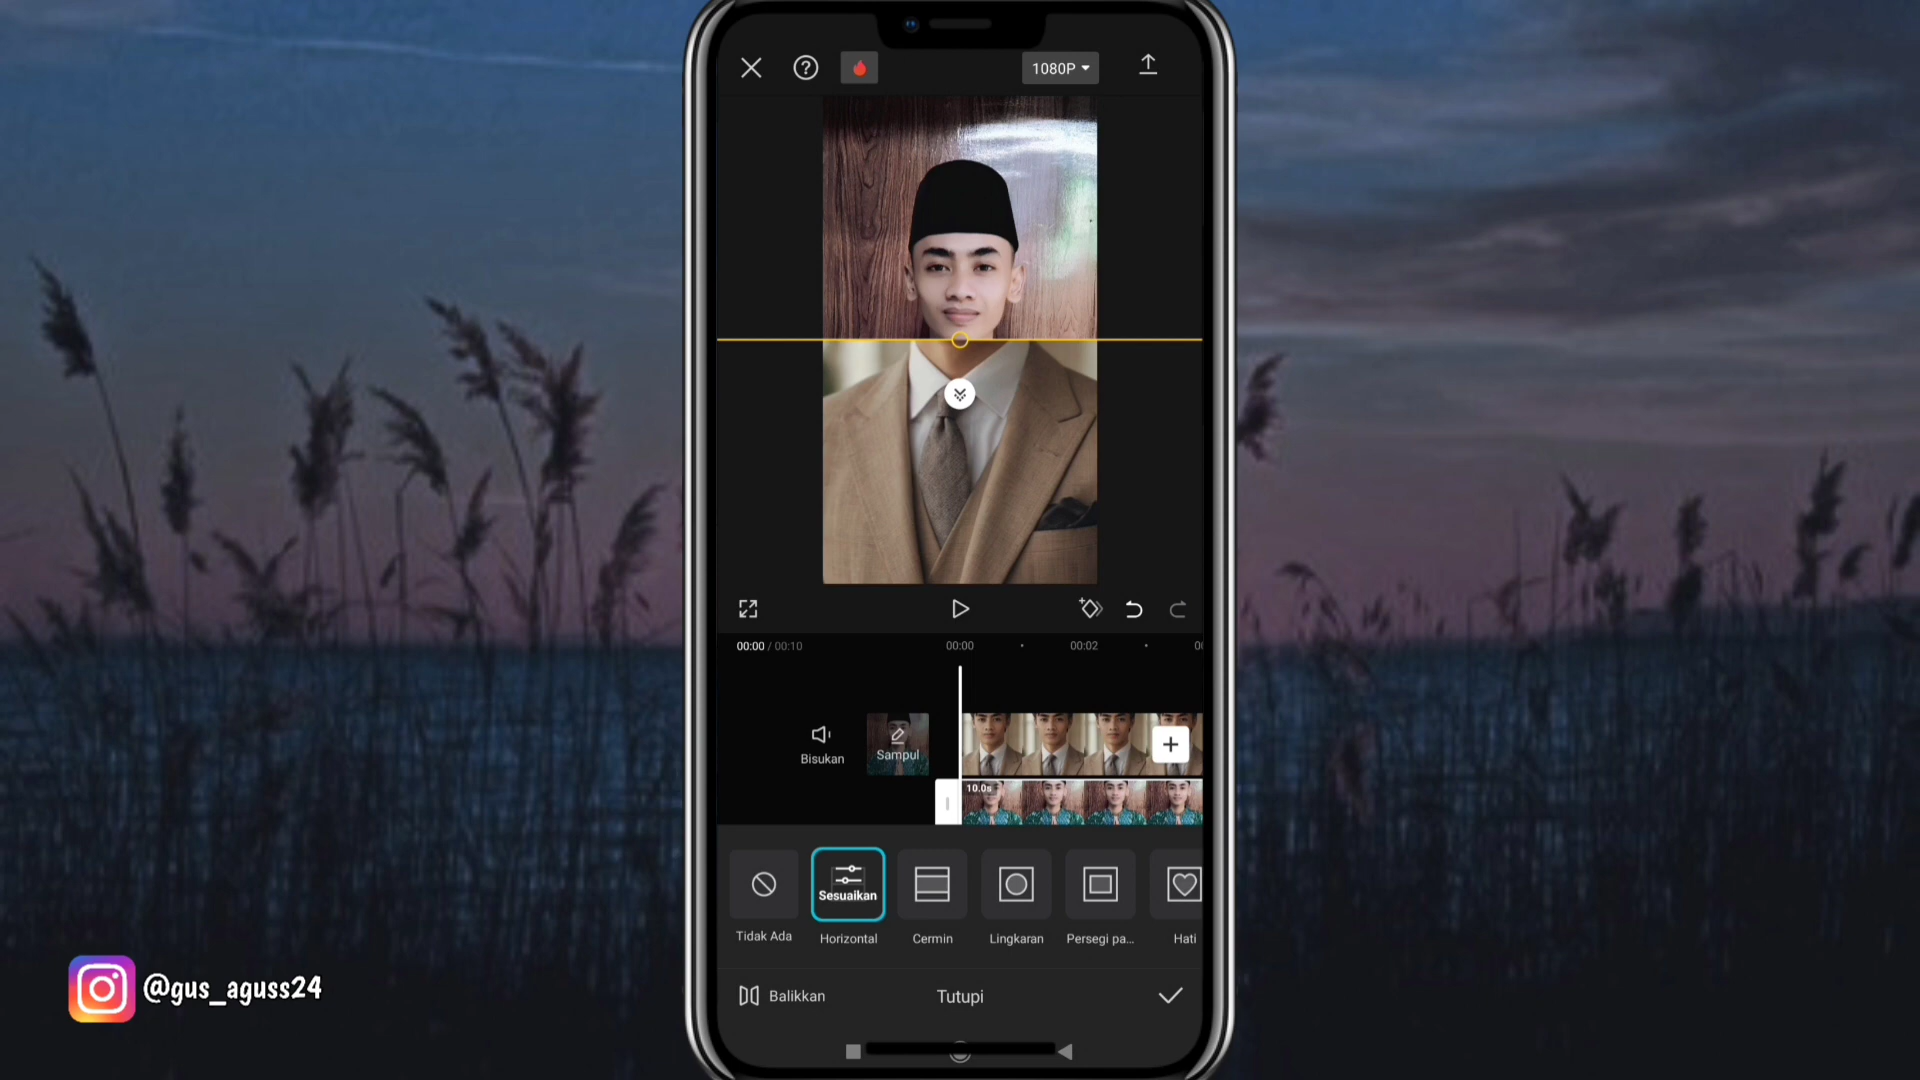 1080P
00:00 / 00:10
00:00
00:02
Bisukan
Sampul
10.0s
Sesuaikan
Tidak Ada
Horizontal
Cermin
Lingkaran
Persegi pa...
Hati
@gus_aguss24
Balikkan
Tutupi